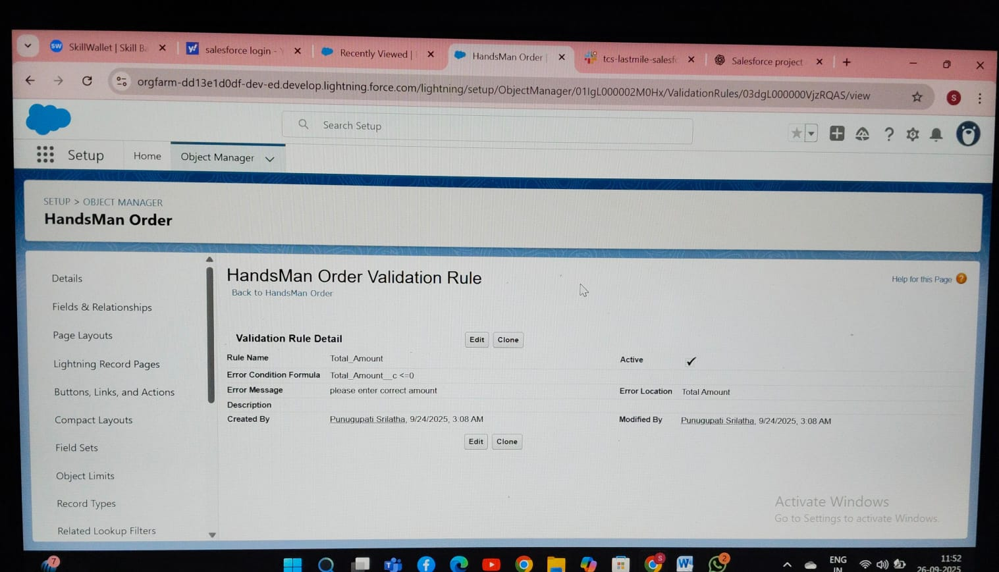 SW SkillWallet | Skill Ba
y! salesforce login -
Recently Viewed |
HandsMan Order |
tcs-lastmile-salesf
Salesforce project
orgfarm-dd13e1d0df-dev-ed.develop.lightning.force.com/lightning/setup/ObjectManager/01IgL000002M0Hx/ValidationRules/03dgL000000VjzRQAS/view
S
Search Setup
Setup
Home
Object Manager
SETUP > OBJECT MANAGER
HandsMan Order
Details
Fields & Relationships
Page Layouts
Lightning Record Pages
Buttons, Links, and Actions
Compact Layouts
Field Sets
Object Limits
Record Types
Related Lookup Filters
HandsMan Order Validation Rule
Back to HandsMan Order
Help for this Page ?
Validation Rule Detail
Edit Clone
Rule Name Total_Amount Active ✓
Error Condition Formula Total_Amount__c <=0
Error Message please enter correct amount Error Location Total Amount
Description
Created By Punugupati Srilatha, 9/24/2025, 3:08 AM Modified By Punugupati Srilatha, 9/24/2025, 3:08 AM
Edit Clone
Activate Windows
Go to Settings to activate Windows.
7
S
W
2
ENG
IN
11:52
26-09-2025